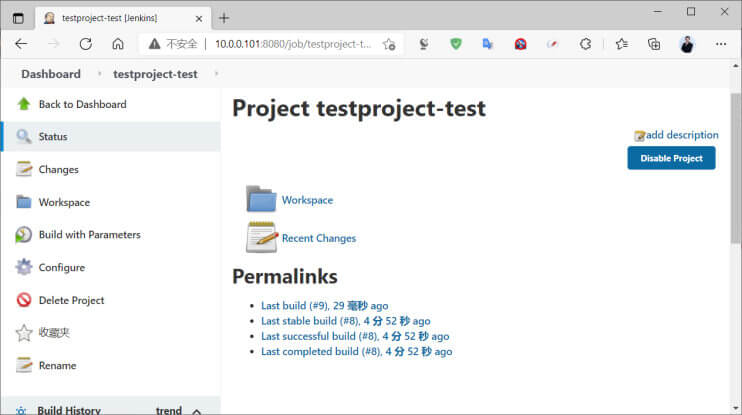 testproject-test [Jenkins]
不安全 10.0.0.101:8080/job/testproject-t...
Dashboard testproject-test
Back to Dashboard
Status
Changes
Workspace
Build with Parameters
Configure
Delete Project
收藏夹
Rename
Build History trend
Project testproject-test
add description
Disable Project
Workspace
Recent Changes
Permalinks
Last build (#9), 29 毫秒 ago
Last stable build (#8), 4 分 52 秒 ago
Last successful build (#8), 4 分 52 秒 ago
Last completed build (#8), 4 分 52 秒 ago